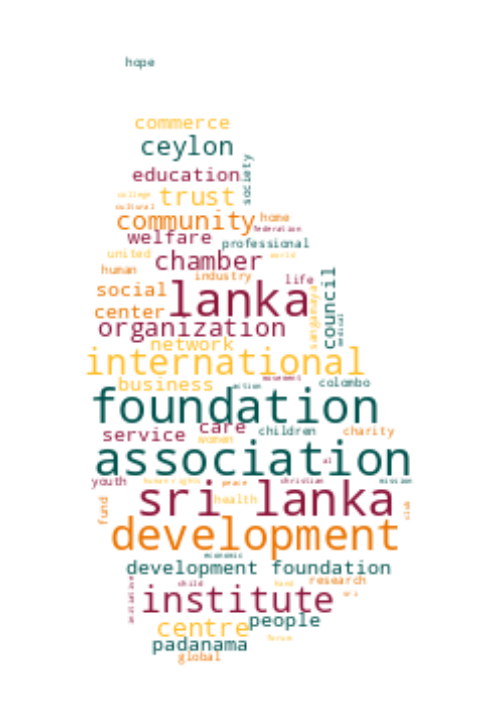 hope
commerce
ceylon
education
society
college
trust
cultural
community
home
federation
welfare
professional
united
chamber
world
human
industry
life
council
social
lanka
center
sangamaya
medical
organization
network
international
business
action
colombo
foundation
service
care
children
charity
women
association
al
youth
human rights
peace
christian
mission
sri lanka
health
fund
club
development
economic
development foundation
child
fund
research
initiative
institute
sri
centre
people
forum
padanama
global